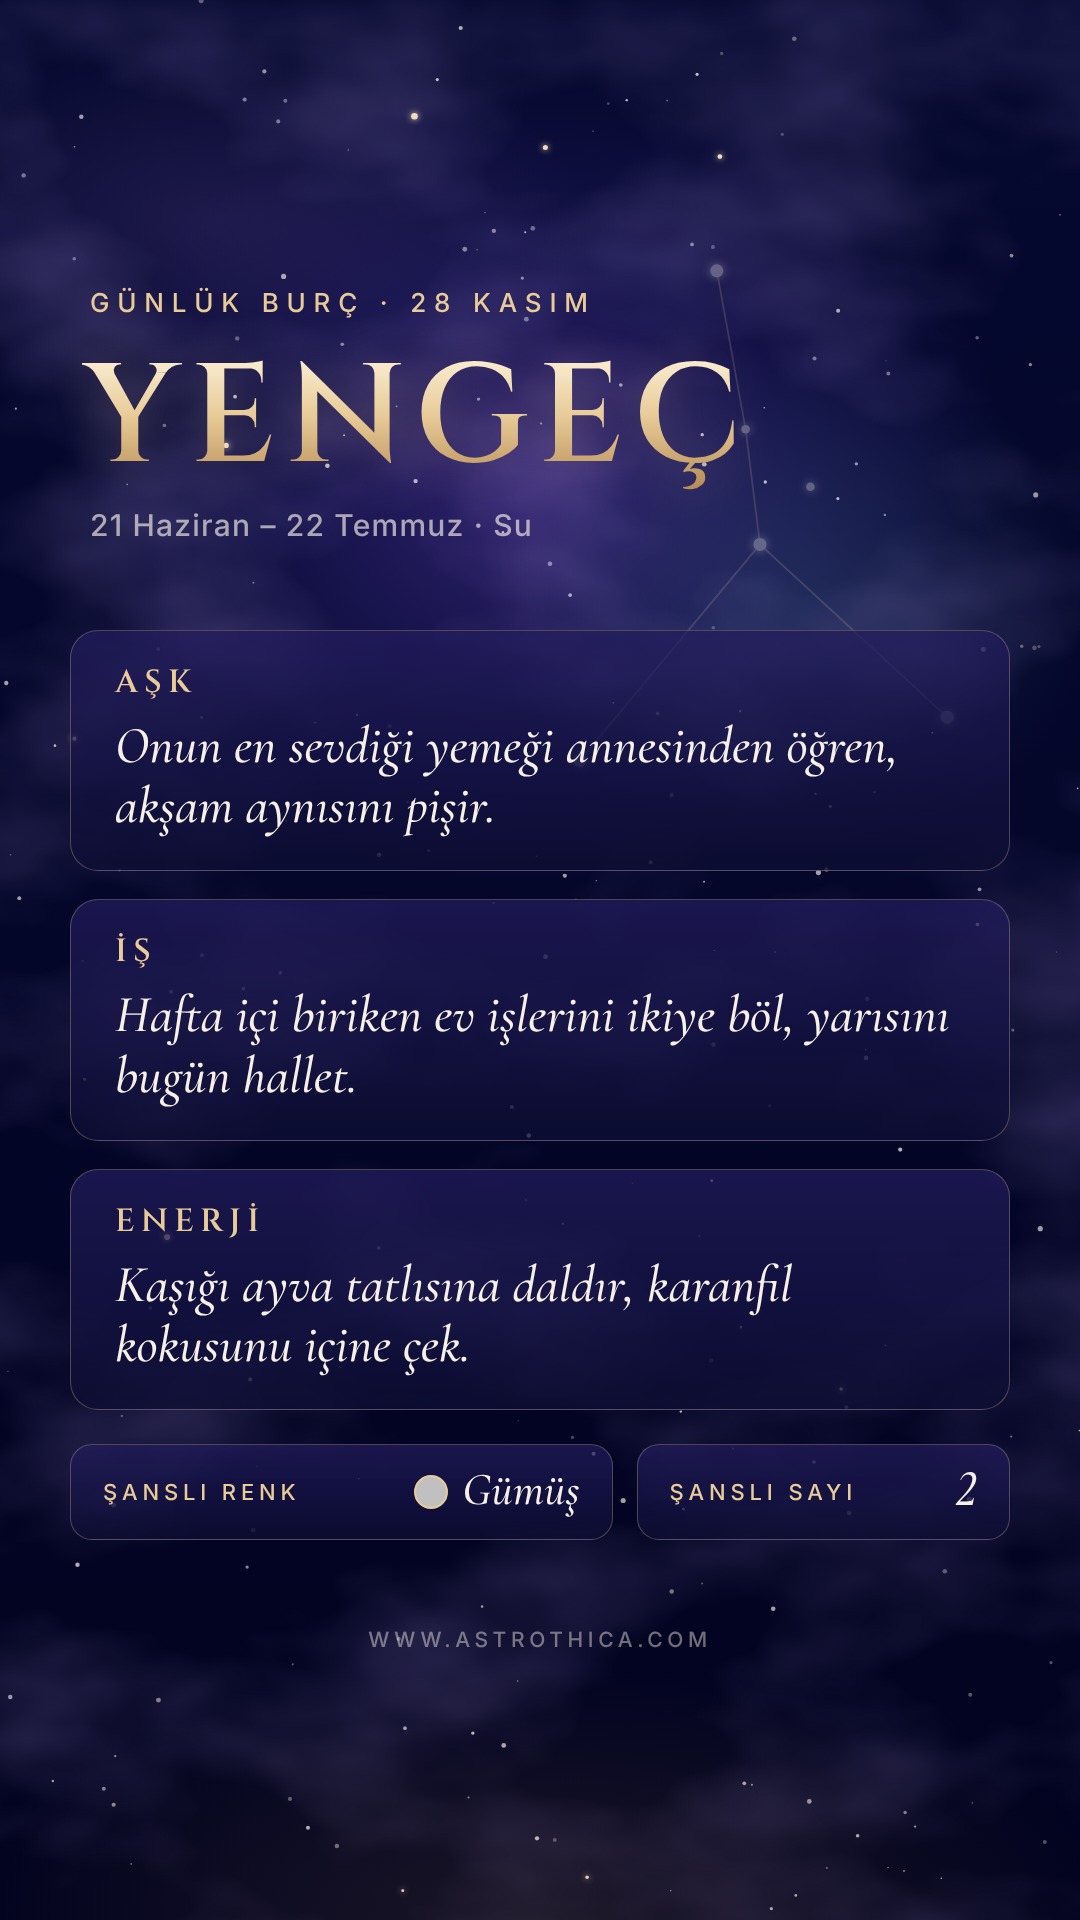 GÜNLÜK BURÇ · 28 KASIM
YENGEÇ
21 Haziran – 22 Temmuz · Su
AŞK
Onun en sevdiği yemeği annesinden öğren,
akşam aynısını pişir.
İŞ
Hafta içi biriken ev işlerini ikiye böl, yarısını
bugün hallet.
ENERJİ
Kaşığı ayva tatlısına daldır, karanfil
kokusunu içine çek.
ŞANSLI RENK Gümüş
ŞANSLI SAYI 2
WWW.ASTROTHICA.COM